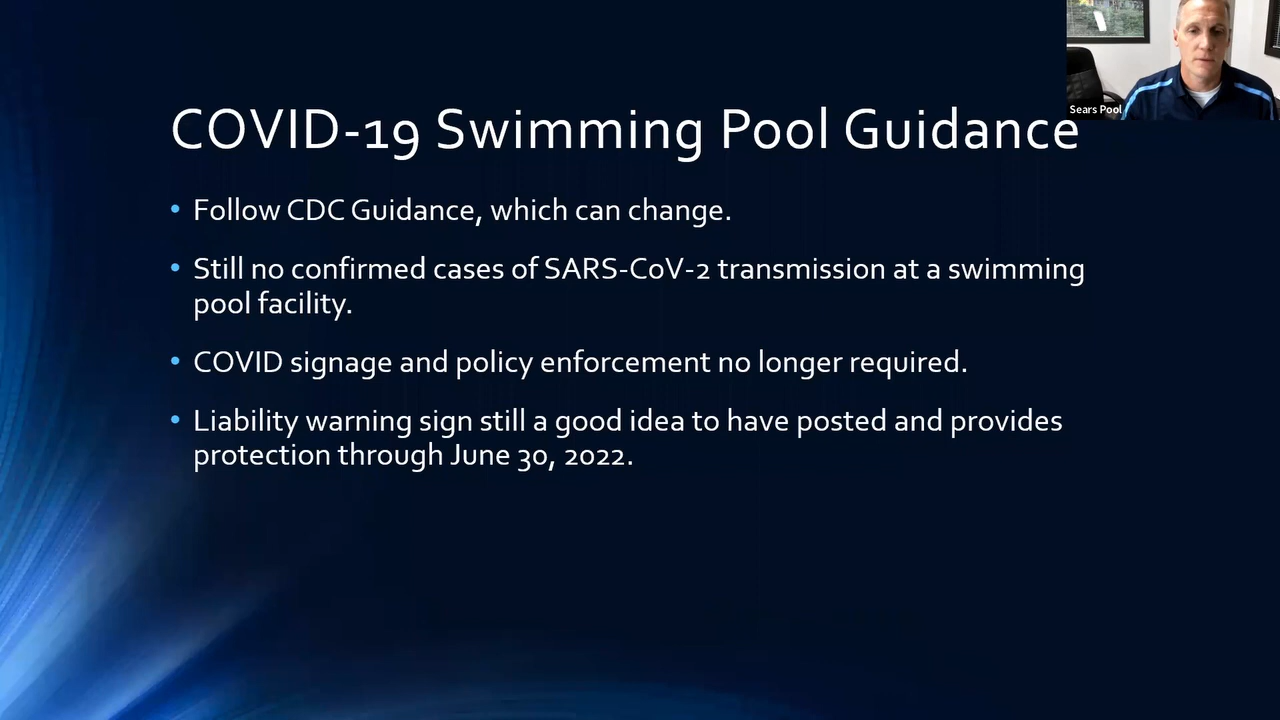 Sears Pool
COVID-19 Swimming Pool Guidance
• Follow CDC Guidance, which can change.
• Still no confirmed cases of SARS-CoV-2 transmission at a swimming
pool facility.
• COVID signage and policy enforcement no longer required.
• Liability warning sign still a good idea to have posted and provides
protection through June 30, 2022.